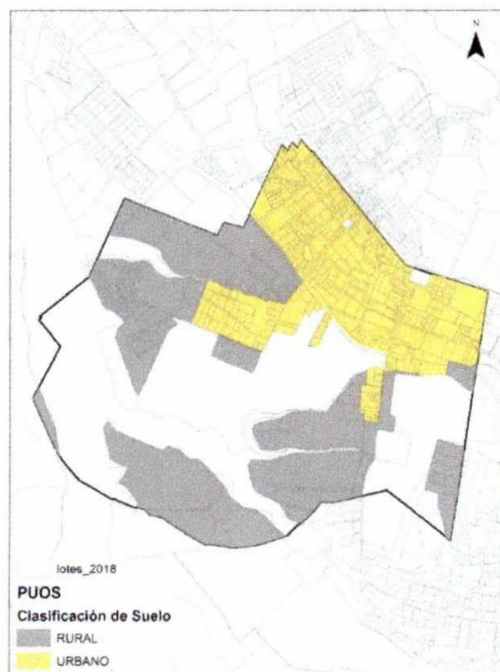 N
lotes_2018
PUOS
Clasificación de Suelo
RURAL
URBANO